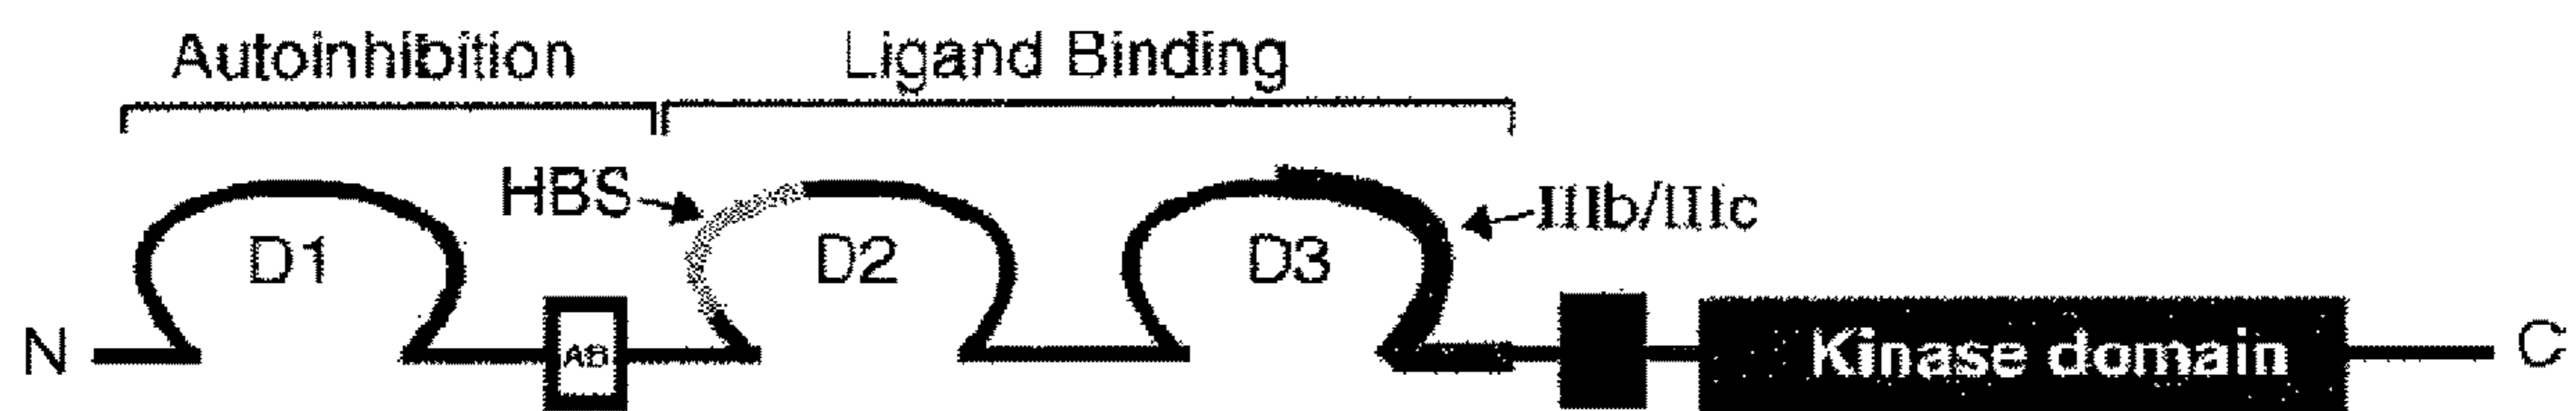 Autoinhibition Ligand Binding
HBS IIIb/IIIc
D1 D2 D3
N AB Kinase domain C